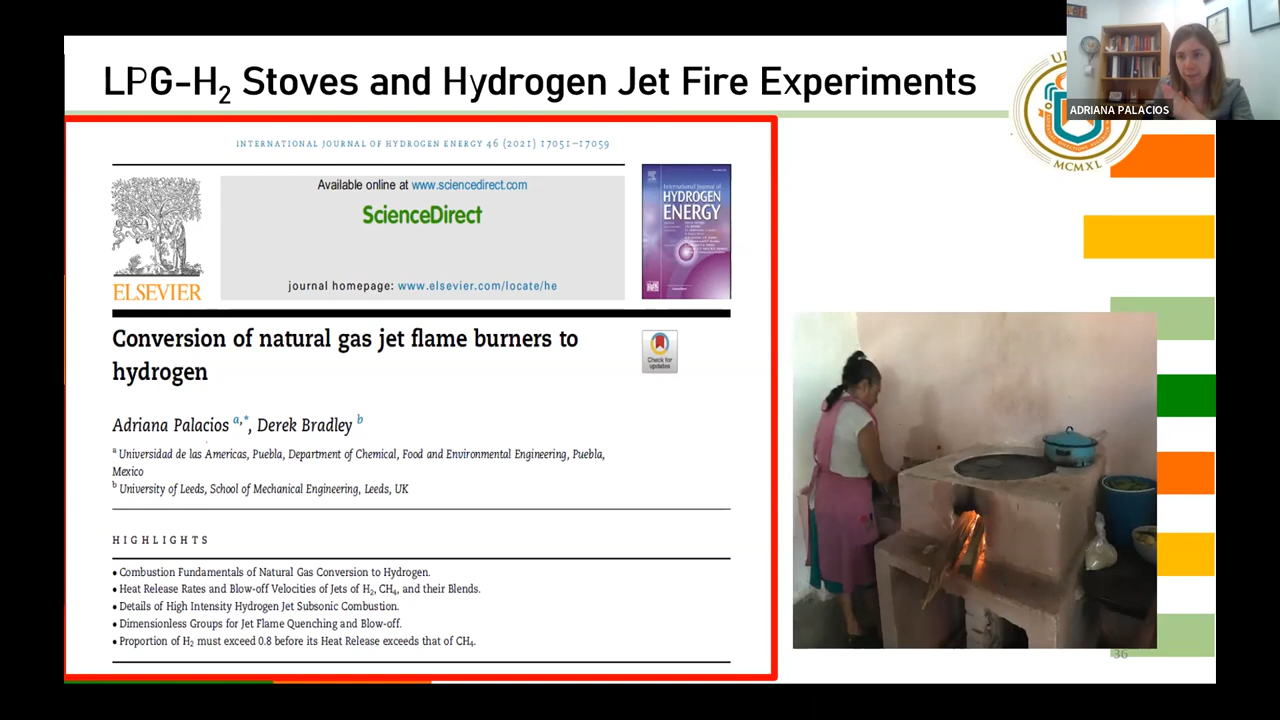 LPG-H₂ Stoves and Hydrogen Jet Fire Experiments
ADRIANA PALACIOS
MCMXL
INTERNATIONAL JOURNAL OF HYDROGEN ENERGY 46 (2021) 17051–17059
Available online at www.sciencedirect.com
ScienceDirect
journal homepage: www.elsevier.com/locate/he
ELSEVIER
International Journal of
HYDROGEN
ENERGY
Conversion of natural gas jet flame burners to
hydrogen
Check for
updates
Adriana Palacios a,*, Derek Bradley b
a Universidad de las Americas, Puebla, Department of Chemical, Food and Environmental Engineering, Puebla,
Mexico
b University of Leeds, School of Mechanical Engineering, Leeds, UK
HIGHLIGHTS
• Combustion Fundamentals of Natural Gas Conversion to Hydrogen.
• Heat Release Rates and Blow-off Velocities of Jets of H₂, CH₄, and their Blends.
• Details of High Intensity Hydrogen Jet Subsonic Combustion.
• Dimensionless Groups for Jet Flame Quenching and Blow-off.
• Proportion of H₂ must exceed 0.8 before its Heat Release exceeds that of CH₄.
36